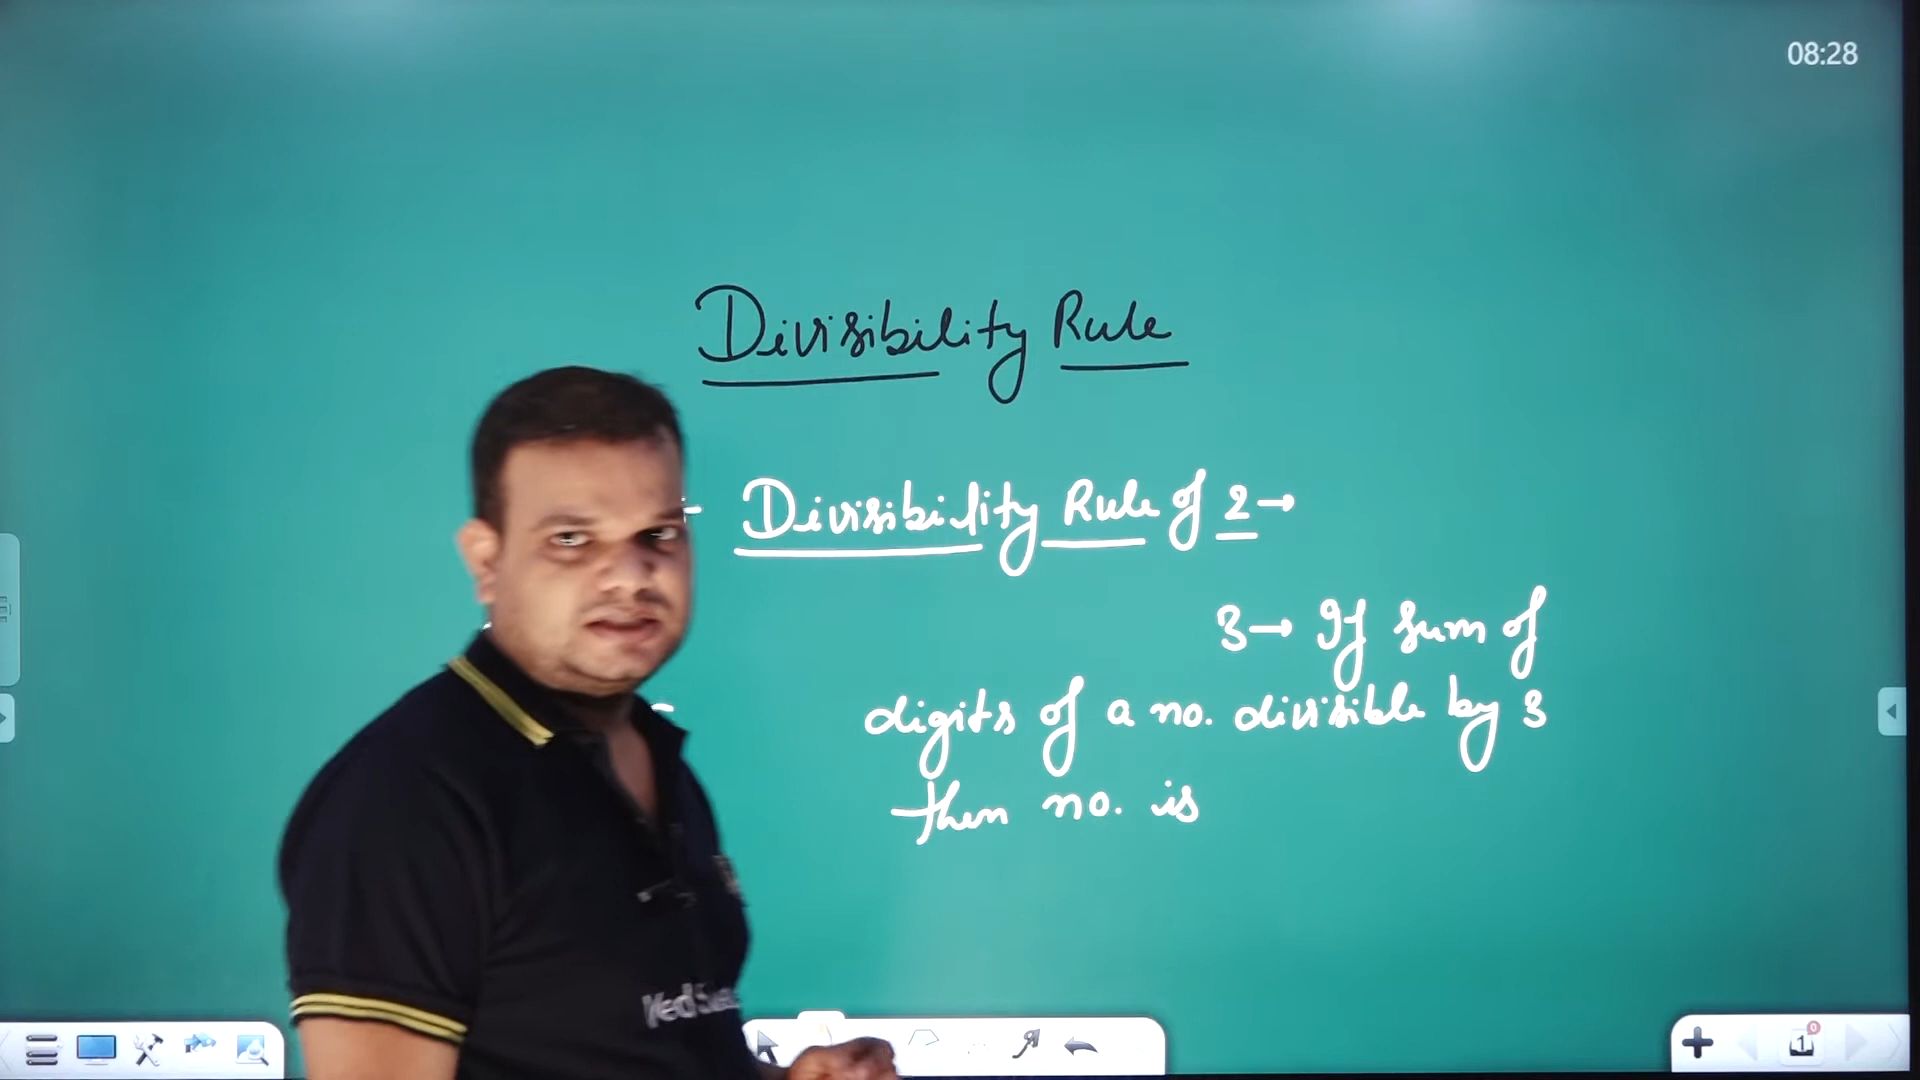 08:28
Divisibility Rule
Divisibility Rule of 2→
3→ If sum of
digits of a no. divisible by 3
then no. is